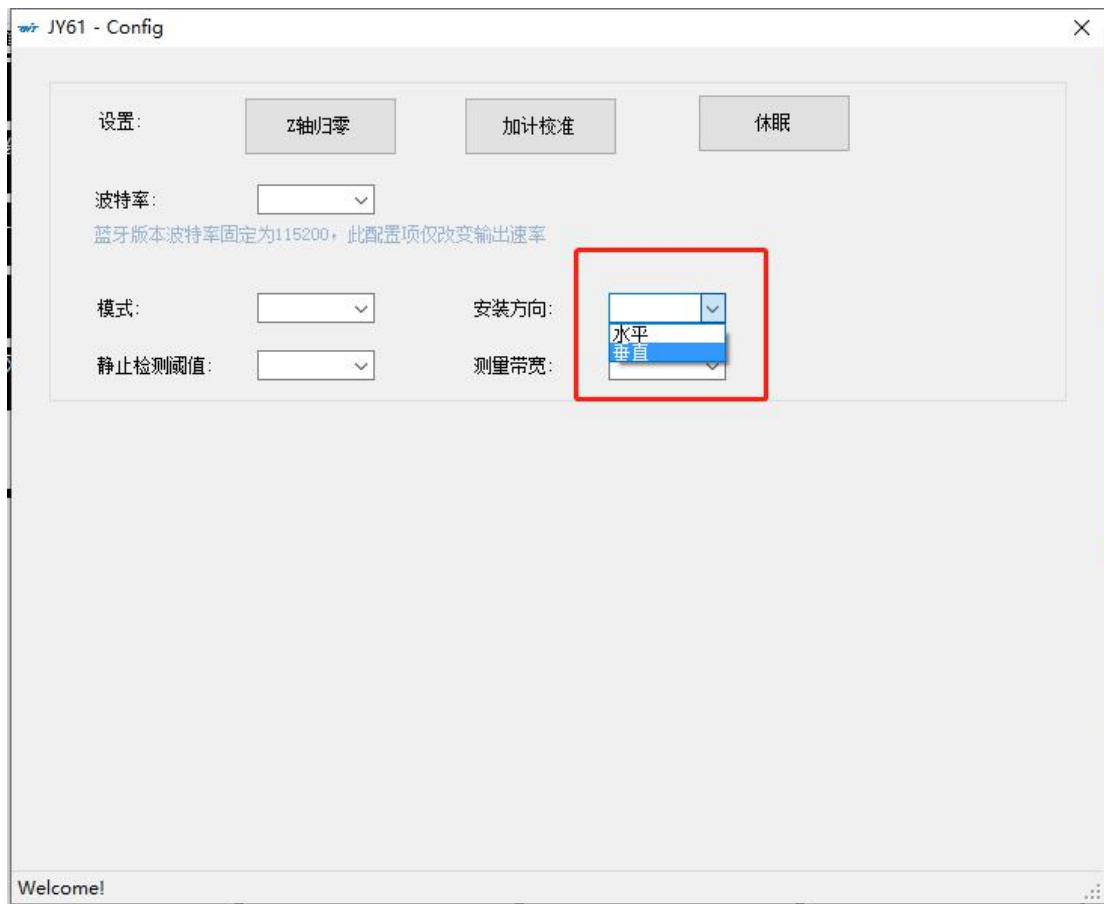 JY61 - Config
设置:
Z轴归零
加计校准
休眠
波特率:
蓝牙版本波特率固定为115200，此配置项仅改变输出速率
模式:
安装方向:
水平
垂直
静止检测阈值:
测量带宽:
Welcome!